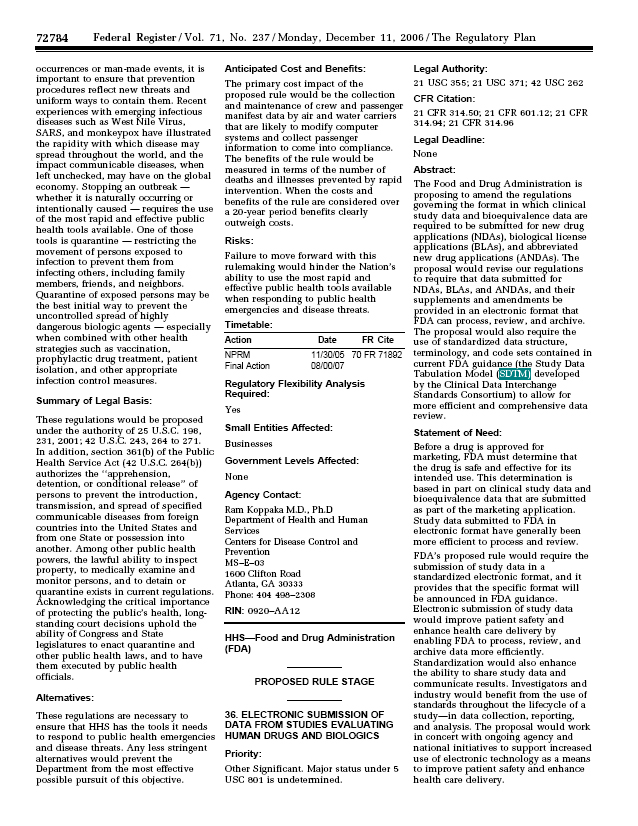 72784 Federal Register / Vol. 71, No. 237 / Monday, December 11, 2006 / The Regulatory Plan
occurrences or man-made events, it is
important to ensure that prevention
procedures reflect new threats and
uniform ways to contain them. Recent
experiences with emerging infectious
diseases such as West Nile Virus,
SARS, and monkeypox have illustrated
the rapidity with which disease may
spread throughout the world, and the
impact communicable diseases, when
left unchecked, may have on the global
economy. Stopping an outbreak —
whether it is naturally occurring or
intentionally caused — requires the use
of the most rapid and effective public
health tools available. One of those
tools is quarantine — restricting the
movement of persons exposed to
infection to prevent them from
infecting others, including family
members, friends, and neighbors.
Quarantine of exposed persons may be
the best initial way to prevent the
uncontrolled spread of highly
dangerous biologic agents — especially
when combined with other health
strategies such as vaccination,
prophylactic drug treatment, patient
isolation, and other appropriate
infection control measures.
Summary of Legal Basis:
These regulations would be proposed
under the authority of 25 U.S.C. 198,
231, 2001; 42 U.S.C. 243, 264 to 271.
In addition, section 361(b) of the Public
Health Service Act (42 U.S.C. 264(b))
authorizes the ‘‘apprehension,
detention, or conditional release’’ of
persons to prevent the introduction,
transmission, and spread of specified
communicable diseases from foreign
countries into the United States and
from one State or possession into
another. Among other public health
powers, the lawful ability to inspect
property, to medically examine and
monitor persons, and to detain or
quarantine exists in current regulations.
Acknowledging the critical importance
of protecting the public's health, long-
standing court decisions uphold the
ability of Congress and State
legislatures to enact quarantine and
other public health laws, and to have
them executed by public health
officials.
Alternatives:
These regulations are necessary to
ensure that HHS has the tools it needs
to respond to public health emergencies
and disease threats. Any less stringent
alternatives would prevent the
Department from the most effective
possible pursuit of this objective.
Anticipated Cost and Benefits:
The primary cost impact of the
proposed rule would be the collection
and maintenance of crew and passenger
manifest data by air and water carriers
that are likely to modify computer
systems and collect passenger
information to come into compliance.
The benefits of the rule would be
measured in terms of the number of
deaths and illnesses prevented by rapid
intervention. When the costs and
benefits of the rule are considered over
a 20-year period benefits clearly
outweigh costs.
Risks:
Failure to move forward with this
rulemaking would hinder the Nation's
ability to use the most rapid and
effective public health tools available
when responding to public health
emergencies and disease threats.
Timetable:
Action Date FR Cite
NPRM 11/30/05 70 FR 71892
Final Action 08/00/07
Regulatory Flexibility Analysis
Required:
Yes
Small Entities Affected:
Businesses
Government Levels Affected:
None
Agency Contact:
Ram Koppaka M.D., Ph.D
Department of Health and Human
Services
Centers for Disease Control and
Prevention
MS–E–03
1600 Clifton Road
Atlanta, GA 30333
Phone: 404 498–2308
RIN: 0920–AA12
HHS—Food and Drug Administration
(FDA)
PROPOSED RULE STAGE
36. ELECTRONIC SUBMISSION OF
DATA FROM STUDIES EVALUATING
HUMAN DRUGS AND BIOLOGICS
Priority:
Other Significant. Major status under 5
USC 801 is undetermined.
Legal Authority:
21 USC 355; 21 USC 371; 42 USC 262
CFR Citation:
21 CFR 314.50; 21 CFR 601.12; 21 CFR
314.94; 21 CFR 314.96
Legal Deadline:
None
Abstract:
The Food and Drug Administration is
proposing to amend the regulations
governing the format in which clinical
study data and bioequivalence data are
required to be submitted for new drug
applications (NDAs), biological license
applications (BLAs), and abbreviated
new drug applications (ANDAs). The
proposal would revise our regulations
to require that data submitted for
NDAs, BLAs, and ANDAs, and their
supplements and amendments be
provided in an electronic format that
FDA can process, review, and archive.
The proposal would also require the
use of standardized data structure,
terminology, and code sets contained in
current FDA guidance (the Study Data
Tabulation Model (SDTM) developed
by the Clinical Data Interchange
Standards Consortium) to allow for
more efficient and comprehensive data
review.
Statement of Need:
Before a drug is approved for
marketing, FDA must determine that
the drug is safe and effective for its
intended use. This determination is
based in part on clinical study data and
bioequivalence data that are submitted
as part of the marketing application.
Study data submitted to FDA in
electronic format have generally been
more efficient to process and review.
FDA's proposed rule would require the
submission of study data in a
standardized electronic format, and it
provides that the specific format will
be announced in FDA guidance.
Electronic submission of study data
would improve patient safety and
enhance health care delivery by
enabling FDA to process, review, and
archive data more efficiently.
Standardization would also enhance
the ability to share study data and
communicate results. Investigators and
industry would benefit from the use of
standards throughout the lifecycle of a
study—in data collection, reporting,
and analysis. The proposal would work
in concert with ongoing agency and
national initiatives to support increased
use of electronic technology as a means
to improve patient safety and enhance
health care delivery.